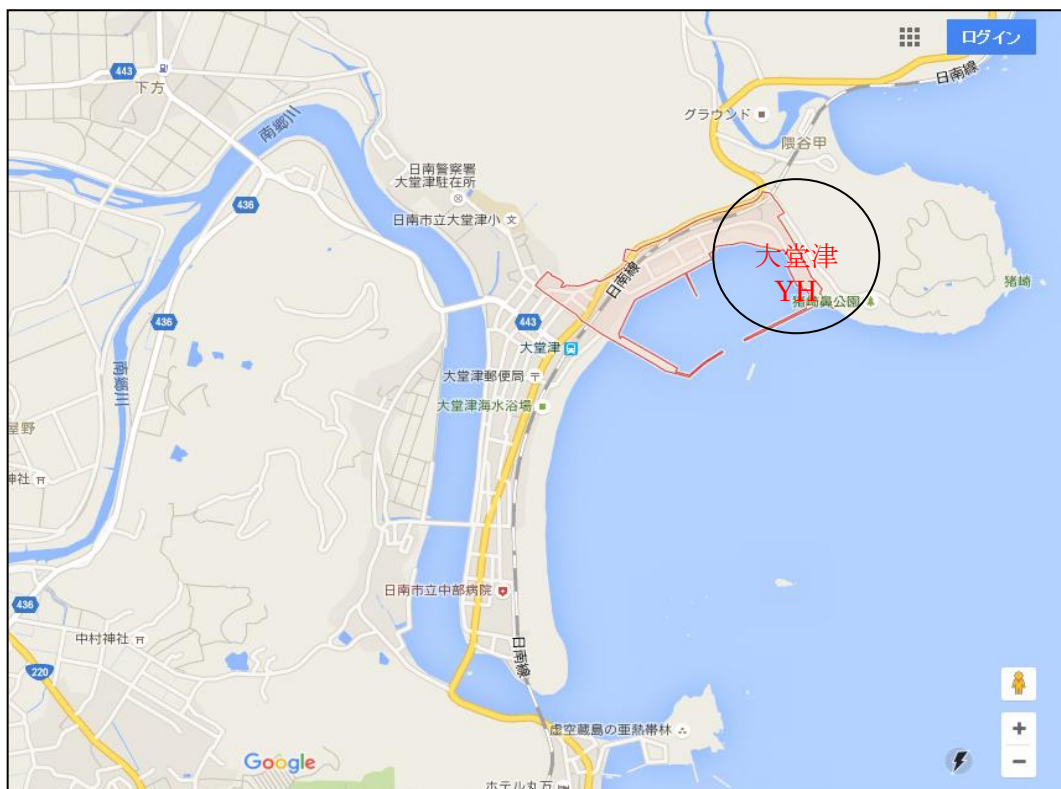 ログイン
日南線
443
下方
グラウンド
隈谷甲
南郷川
日南警察署
大堂津駐在所
436
日南市立大堂津小
文
大堂津
YH
日南線
猪崎
猪崎鼻公園
436
443
大堂津
南郷川
大堂津郵便局
大堂津海水浴場
屋野
神社
日南市立中部病院
436
中村神社
日南線
220
虚空蔵島の亜熱帯林
+
Google
−
ホテル丸万